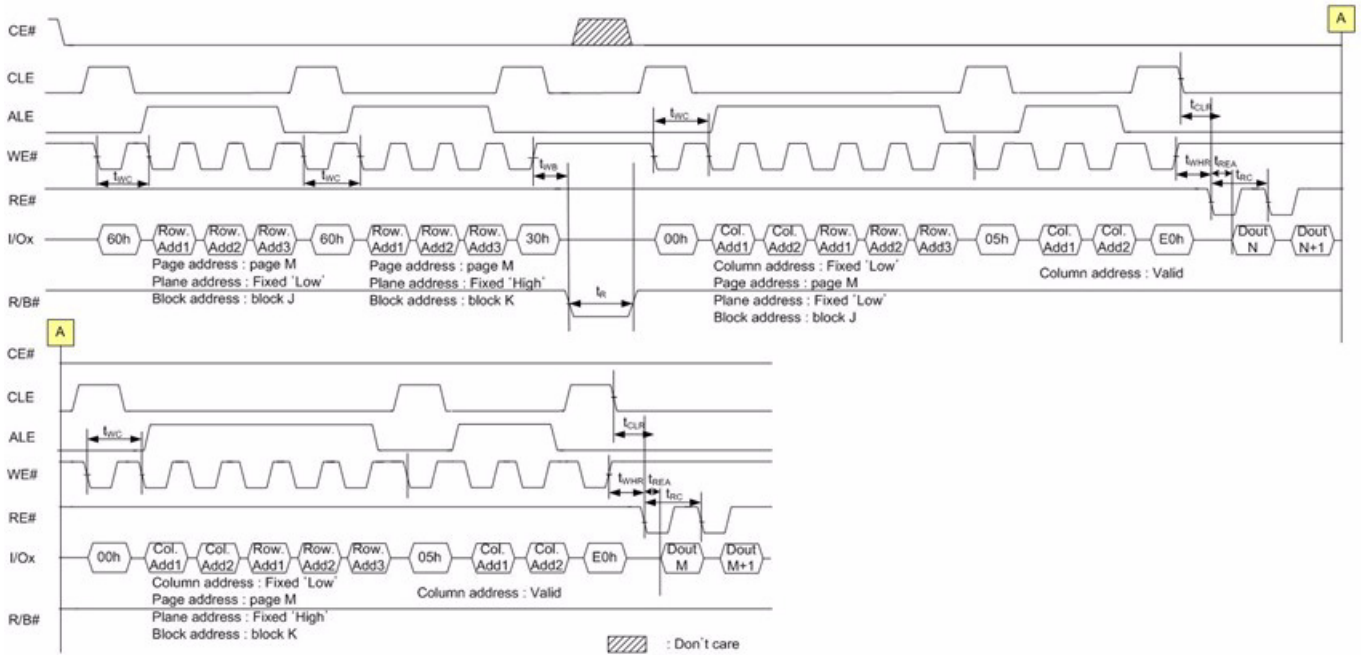 A
CE#
CLE
ALE
tCLR
tWC
WE#
tWC
tWC
tWB
tWHR
tREA
tRC
RE#
I/Ox
60h Row. Add1 Row. Add2 Row. Add3 60h Row. Add1 Row. Add2 Row. Add3 30h 00h Col. Add1 Col. Add2 Row. Add1 Row. Add2 Row. Add3 05h Col. Add1 Col. Add2 E0h Dout N Dout N+1
Page address : page M
Plane address : Fixed 'Low'
Block address : block J
Page address : page M
Plane address : Fixed 'High'
Block address : block K
Column address : Fixed 'Low'
Page address : page M
Plane address : Fixed 'Low'
Block address : block J
Column address : Valid
R/B#
tR
A
CE#
CLE
tCLR
ALE
tWC
WE#
tWHR
tREA
tRC
RE#
I/Ox
00h Col. Add1 Col. Add2 Row. Add1 Row. Add2 Row. Add3 05h Col. Add1 Col. Add2 E0h Dout M Dout M+1
Column address : Fixed 'Low'
Page address : page M
Plane address : Fixed 'High'
Block address : block K
Column address : Valid
R/B#
: Don't care